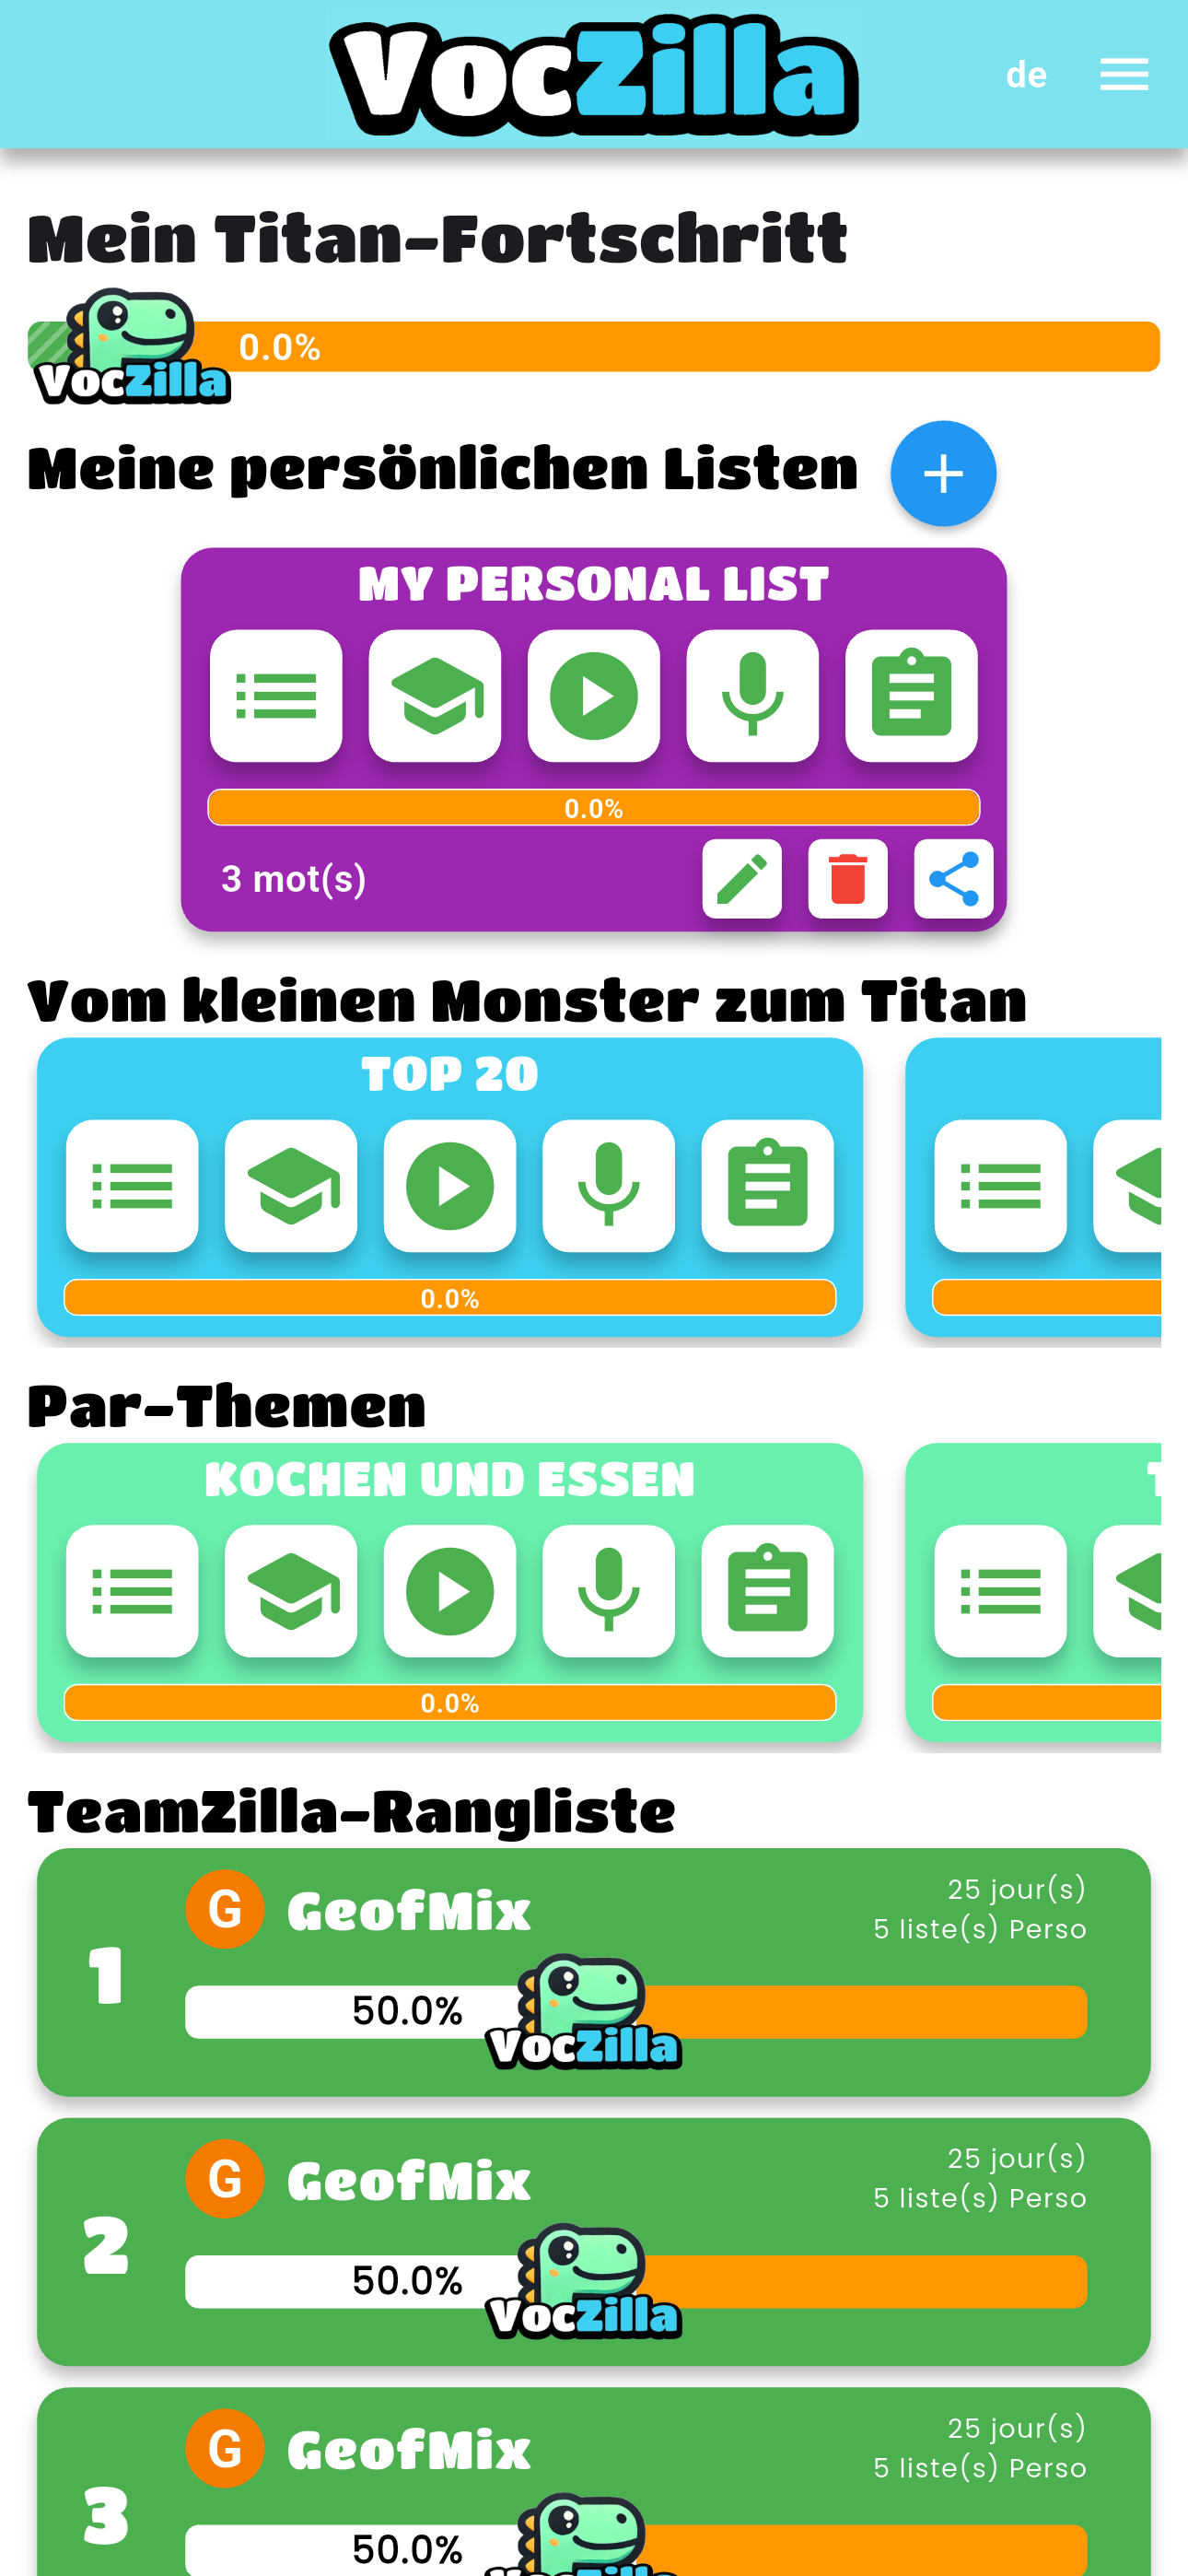 VocZilla
de
Mein Titan-Fortschritt
0.0%
VocZilla
Meine persönlichen Listen
MY PERSONAL LIST
0.0%
3 mot(s)
Vom kleinen Monster zum Titan
TOP 20
0.0%
Par-Themen
KOCHEN UND ESSEN
0.0%
TeamZilla-Rangliste
1
G GeofMix
25 jour(s)
5 liste(s) Perso
50.0%
VocZilla
2
G GeofMix
25 jour(s)
5 liste(s) Perso
50.0%
VocZilla
3
G GeofMix
25 jour(s)
5 liste(s) Perso
50.0%